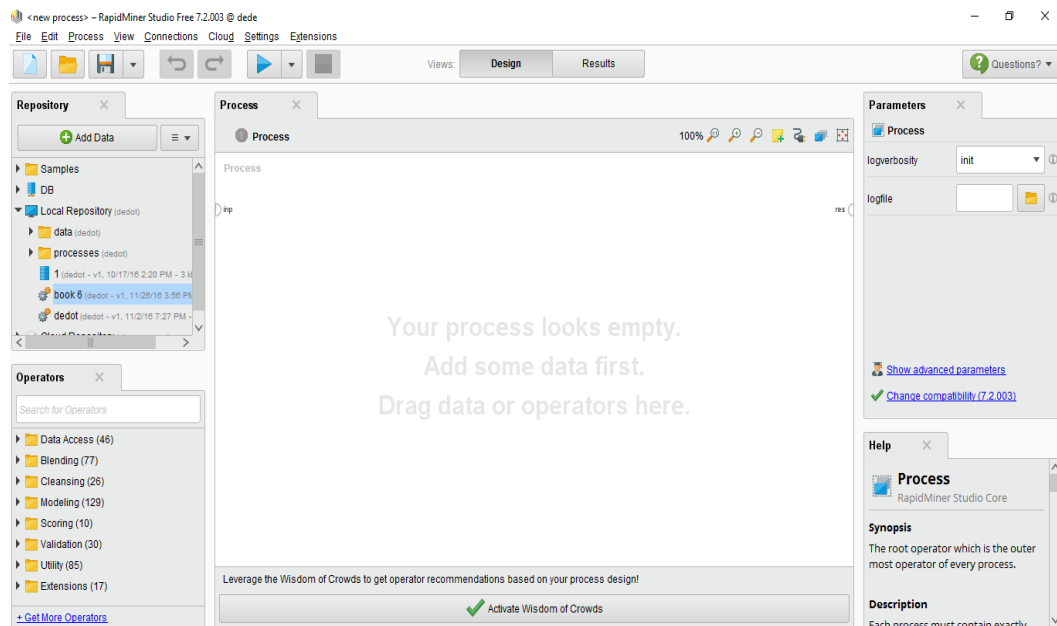 <new process> – RapidMiner Studio Free 7.2.003 @ dede
File Edit Process View Connections Cloud Settings Extensions
Views: Design Results
Questions?
Repository
Add Data
Samples
DB
Local Repository (dedot)
data (dedot)
processes (dedot)
1 (dedot - v1, 10/17/16 2:20 PM - 3
book 6 (dedot - v1, 11/26/16 3:56
dedot (dedot - v1, 11/2/16 7:27 PM -
Operators
Search for Operators
Data Access (46)
Blending (77)
Cleansing (26)
Modeling (129)
Scoring (10)
Validation (30)
Utility (85)
Extensions (17)
+ Get More Operators
Process
Process
100%
Process
inp
res
Your process looks empty.
Add some data first.
Drag data or operators here.
Leverage the Wisdom of Crowds to get operator recommendations based on your process design!
Activate Wisdom of Crowds
Parameters
Process
logverbosity
init
logfile
Show advanced parameters
Change compatibility (7.2.003)
Help
Process
RapidMiner Studio Core
Synopsis
The root operator which is the outer
most operator of every process.
Description
Each process must contain exactly